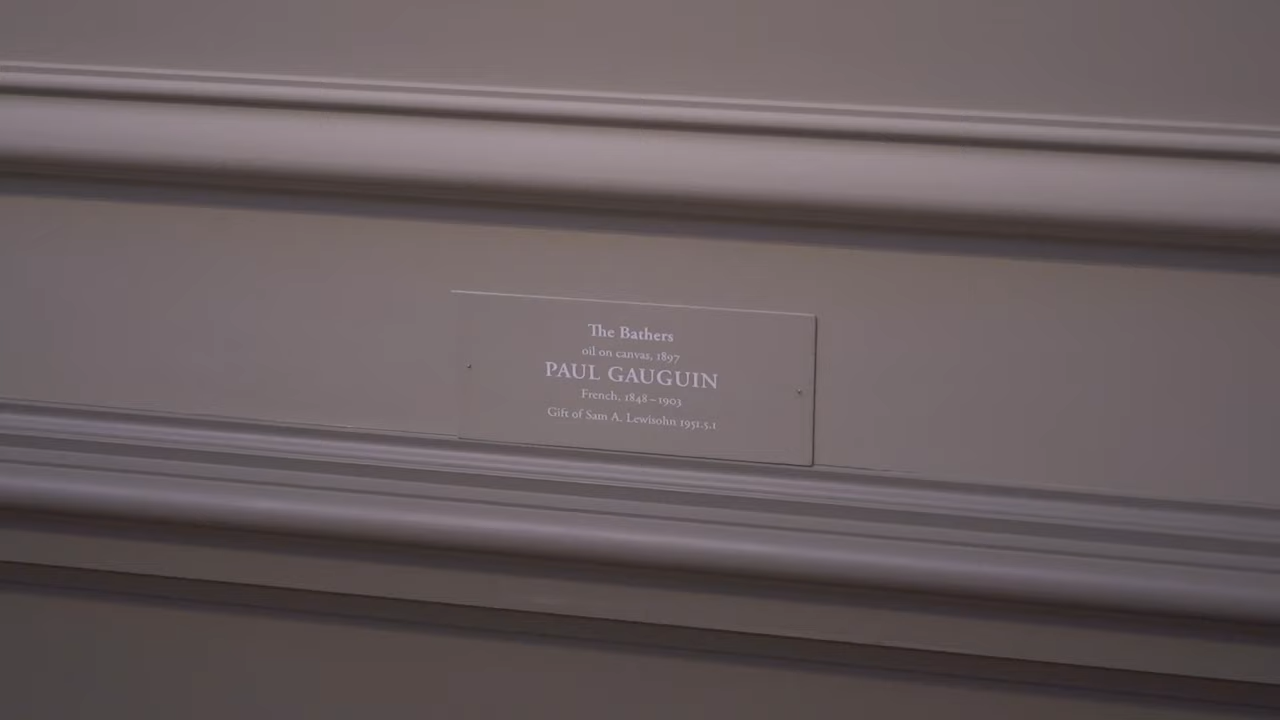 The Bathers
oil on canvas, 1897
PAUL GAUGUIN
French, 1848–1903
Gift of Sam A. Lewisohn 1951.5.1